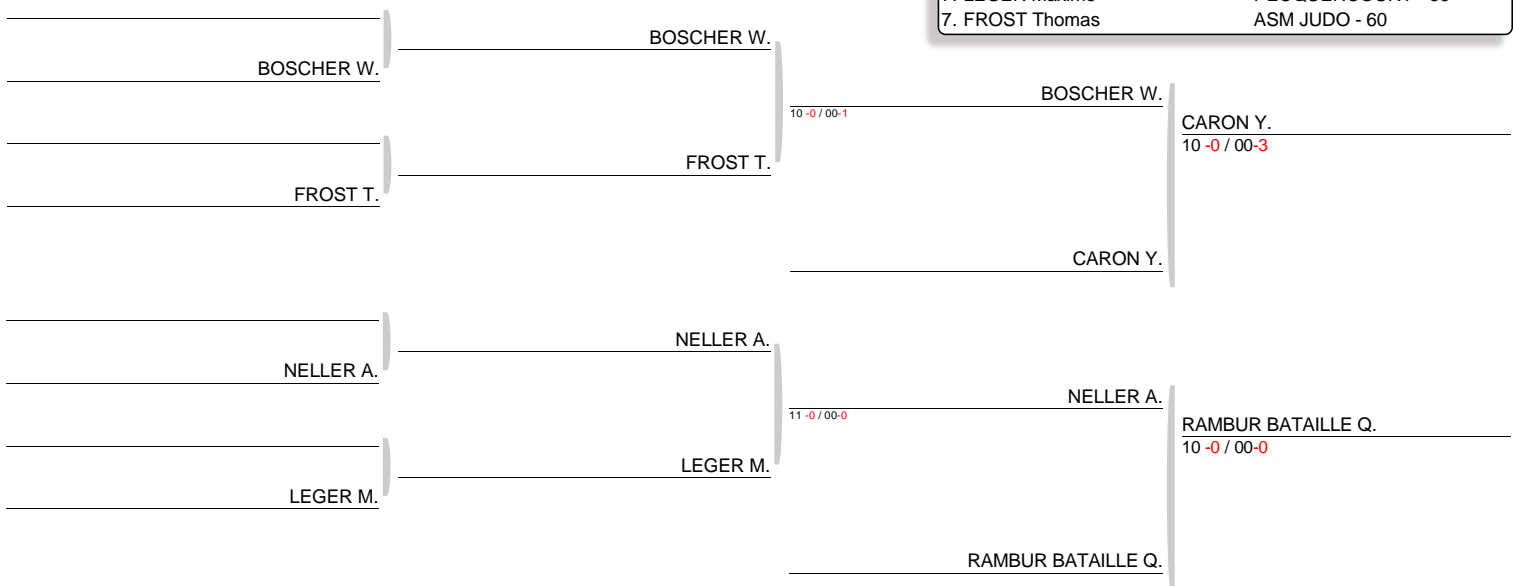 7. FROST Thomas ASM JUDO - 60
BOSCHER W.
BOSCHER W.
BOSCHER W.
10 -0 / 00-1
CARON Y.
10 -0 / 00-3
FROST T.
FROST T.
CARON Y.
NELLER A.
NELLER A.
NELLER A.
11 -0 / 00-0
RAMBUR BATAILLE Q.
10 -0 / 00-0
LEGER M.
LEGER M.
RAMBUR BATAILLE Q.